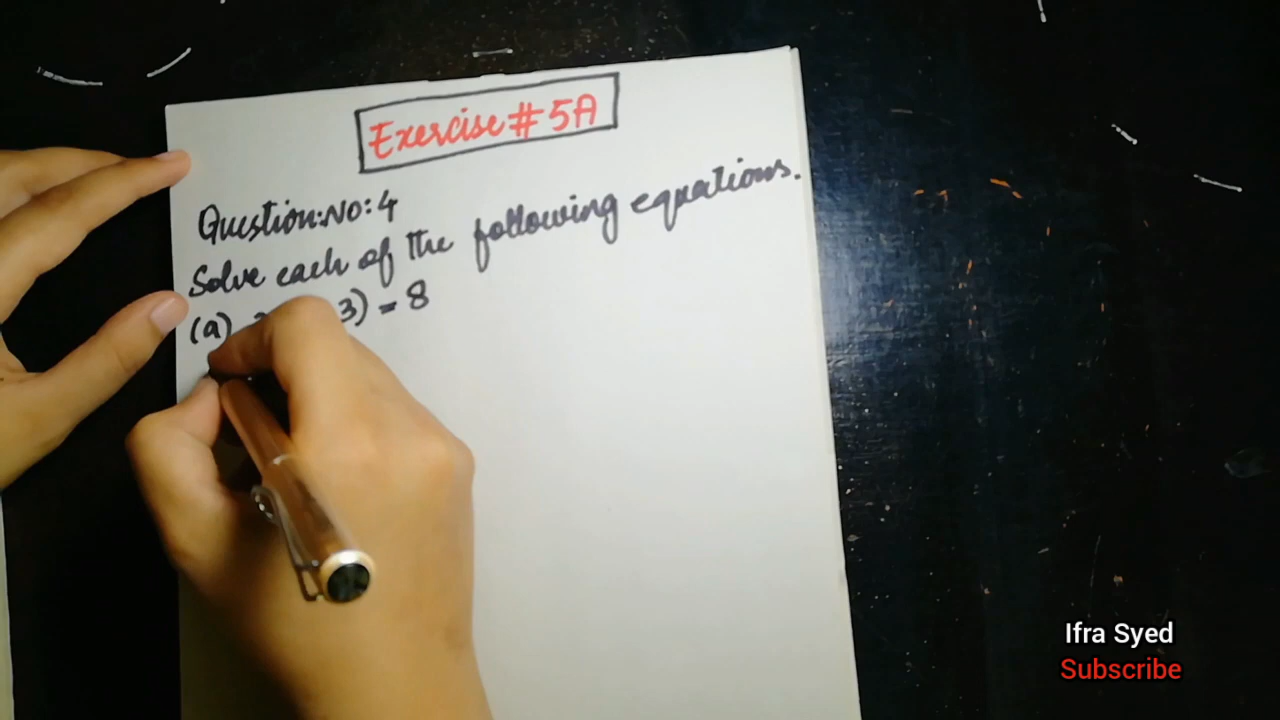 Exercise # 5A
Question:No:4
Solve each of the following equations.
(a) 3) = 8
Ifra Syed
Subscribe